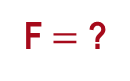 F = ?